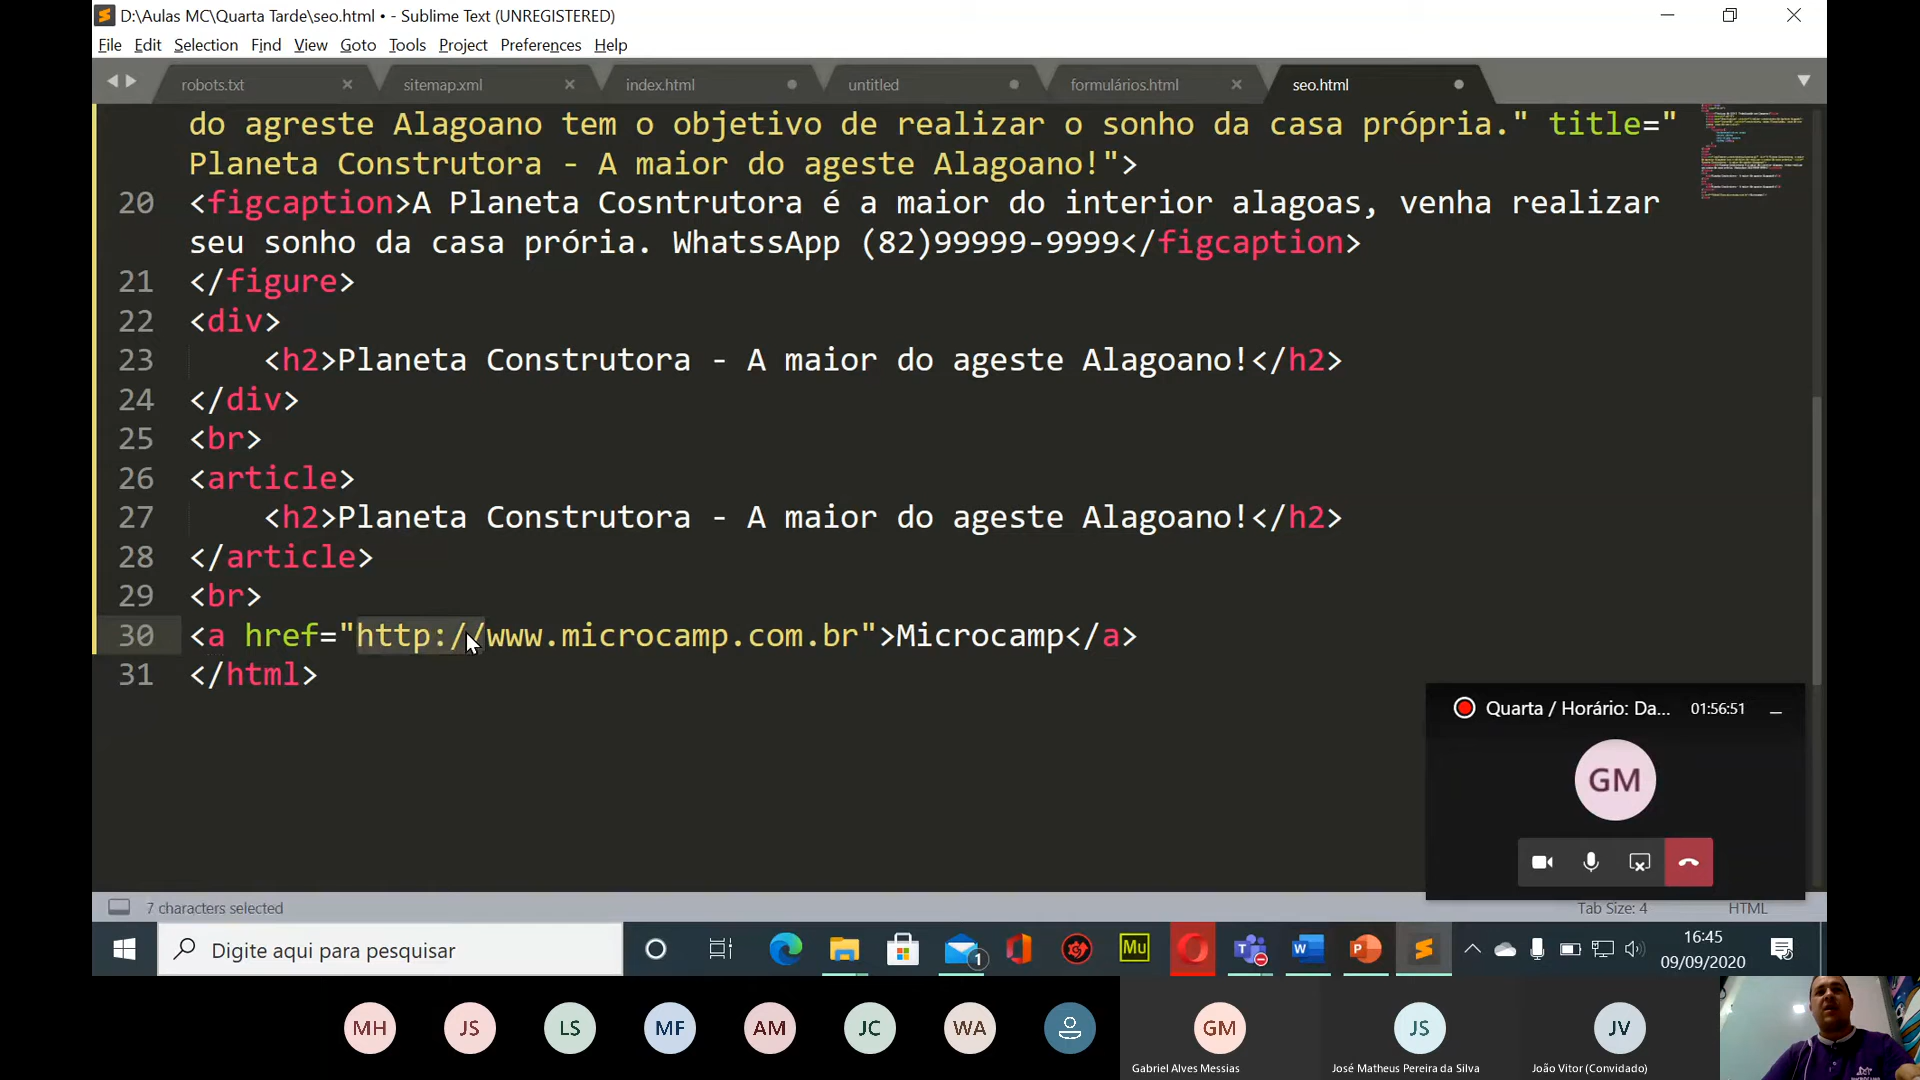 D:\Aulas MC\Quarta Tarde\seo.html • - Sublime Text (UNREGISTERED)
File Edit Selection Find View Goto Tools Project Preferences Help
robots.txt sitemap.xml index.html untitled formulários.html seo.html
do agreste Alagoano tem o objetivo de realizar o sonho da casa própria." title="
Planeta Construtora - A maior do ageste Alagoano!">
20 <figcaption>A Planeta Cosntrutora é a maior do interior alagoas, venha realizar
seu sonho da casa próría. WhatssApp (82)99999-9999</figcaption>
21 </figure>
22 <div>
23 <h2>Planeta Construtora - A maior do ageste Alagoano!</h2>
24 </div>
25 <br>
26 <article>
27 <h2>Planeta Construtora - A maior do ageste Alagoano!</h2>
28 </article>
29 <br>
30 <a href="http://www.microcamp.com.br">Microcamp</a>
31 </html>
Quarta / Horário: Da... 01:56:51
GM
7 characters selected Tab Size: 4 HTML
Digite aqui para pesquisar 1 Mu 16:45
09/09/2020
MH JS LS MF AM JC WA GM JS JV
Gabriel Alves Messias José Matheus Pereira da Silva João Vitor (Convidado)